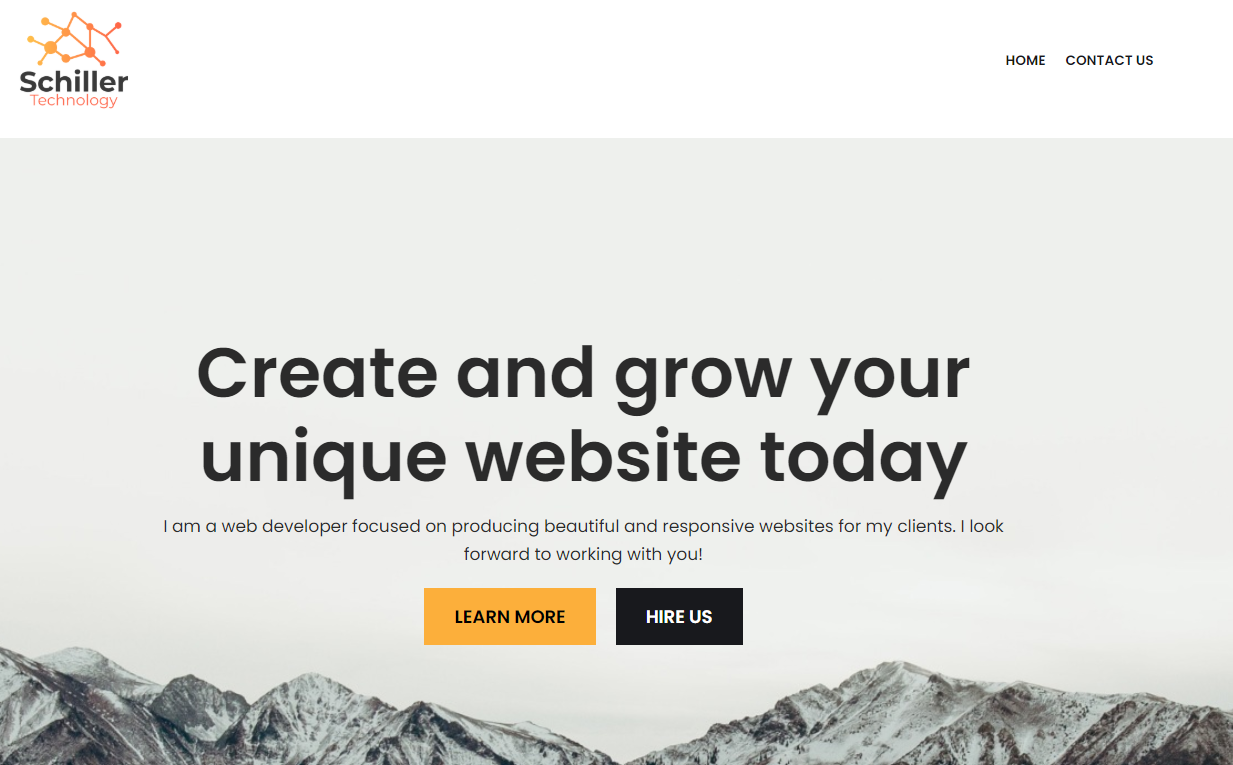 Schiller
Technology
HOME CONTACT US
Create and grow your
unique website today
I am a web developer focused on producing beautiful and responsive websites for my clients. I look
forward to working with you!
LEARN MORE HIRE US